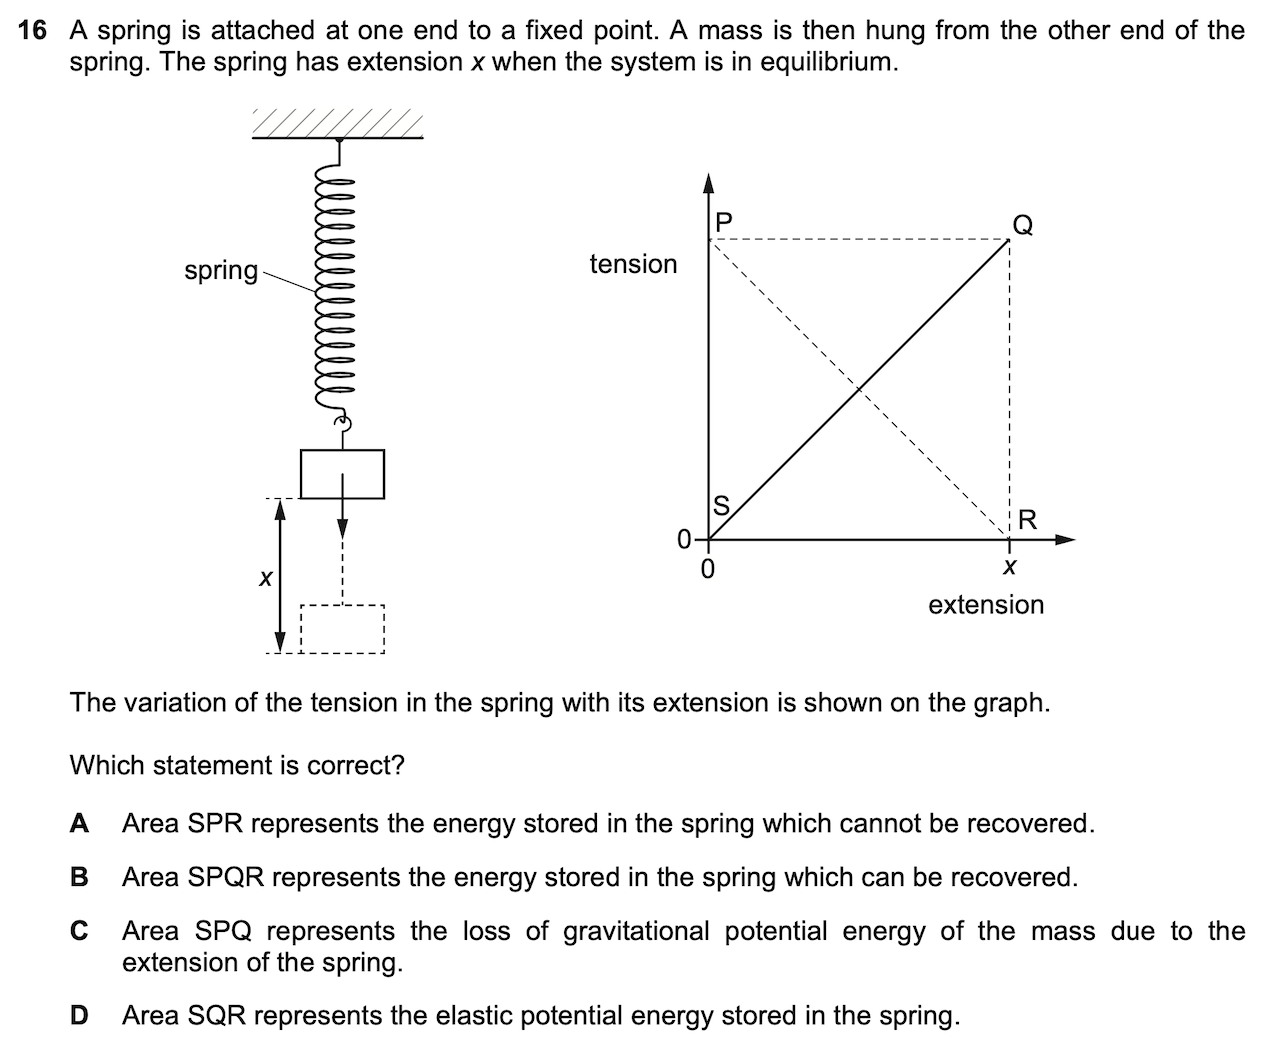 16 A spring is attached at one end to a fixed point. A mass is then hung from the other end of the
spring. The spring has extension x when the system is in equilibrium.
spring
x
tension
P
Q
S
R
0
0
x
extension
The variation of the tension in the spring with its extension is shown on the graph.
Which statement is correct?
A Area SPR represents the energy stored in the spring which cannot be recovered.
B Area SPQR represents the energy stored in the spring which can be recovered.
C Area SPQ represents the loss of gravitational potential energy of the mass due to the
extension of the spring.
D Area SQR represents the elastic potential energy stored in the spring.